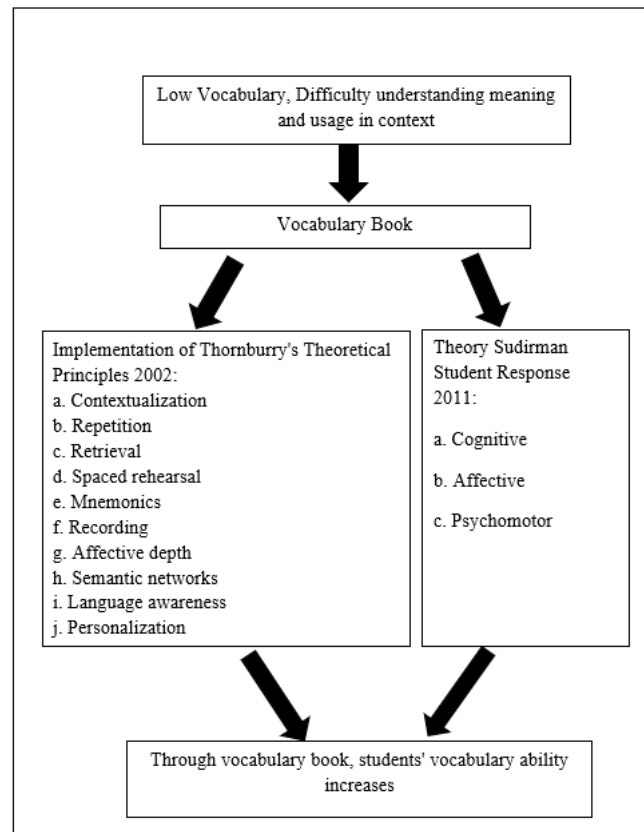 Low Vocabulary, Difficulty understanding meaning
and usage in context
Vocabulary Book
Implementation of Thornburry's Theoretical
Principles 2002:
a. Contextualization
b. Repetition
c. Retrieval
d. Spaced rehearsal
e. Mnemonics
f. Recording
g. Affective depth
h. Semantic networks
i. Language awareness
j. Personalization
Theory Sudirman
Student Response
2011:
a. Cognitive
b. Affective
c. Psychomotor
Through vocabulary book, students' vocabulary ability
increases